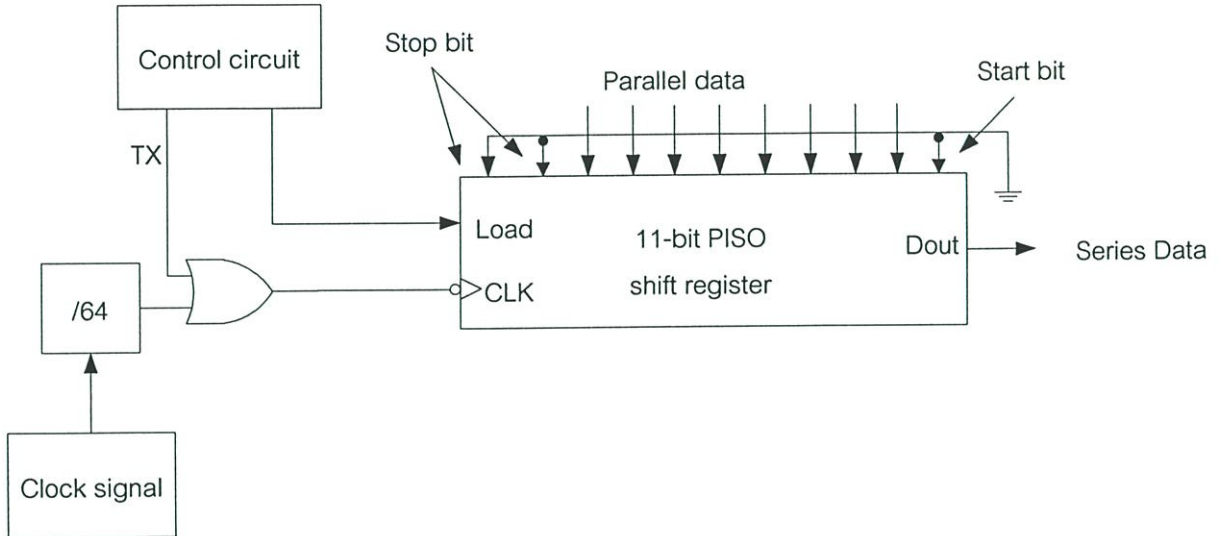 Control circuit
Stop bit
Parallel data
Start bit
TX
Load
11-bit PISO
shift register
Dout
Series Data
CLK
/64
Clock signal